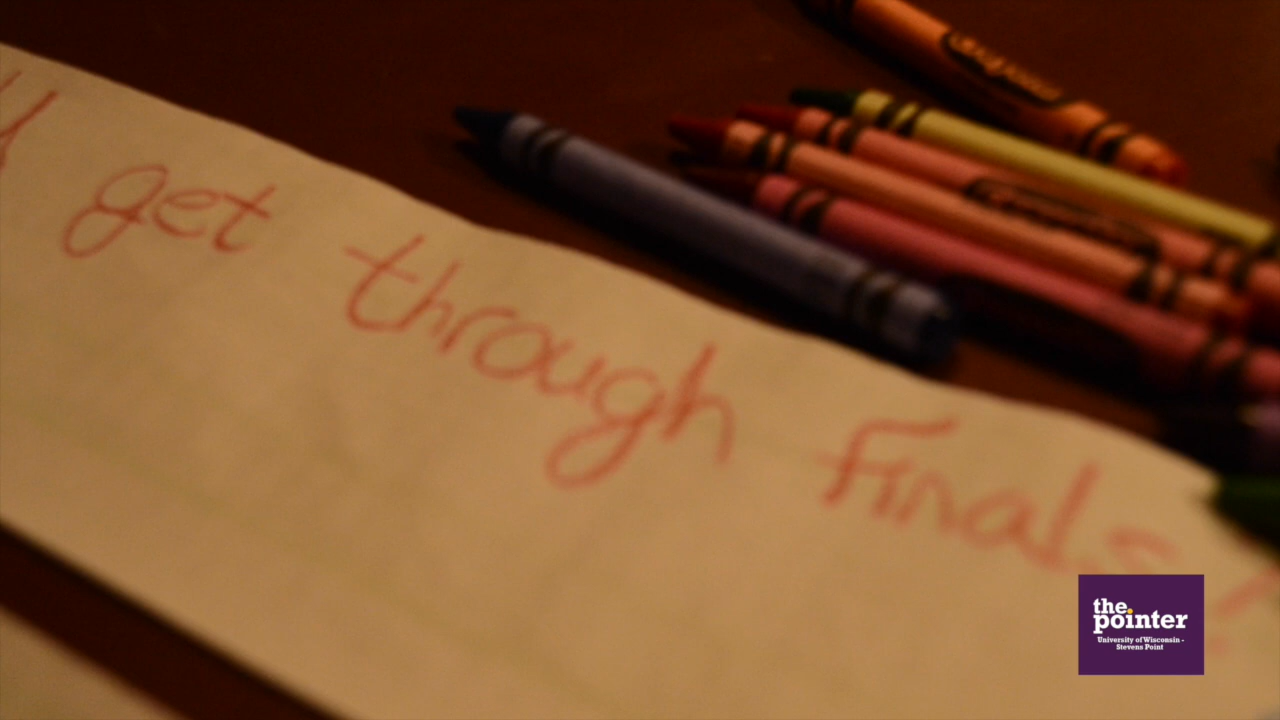 get through Finals!
the pointer
University of Wisconsin -
Stevens Point